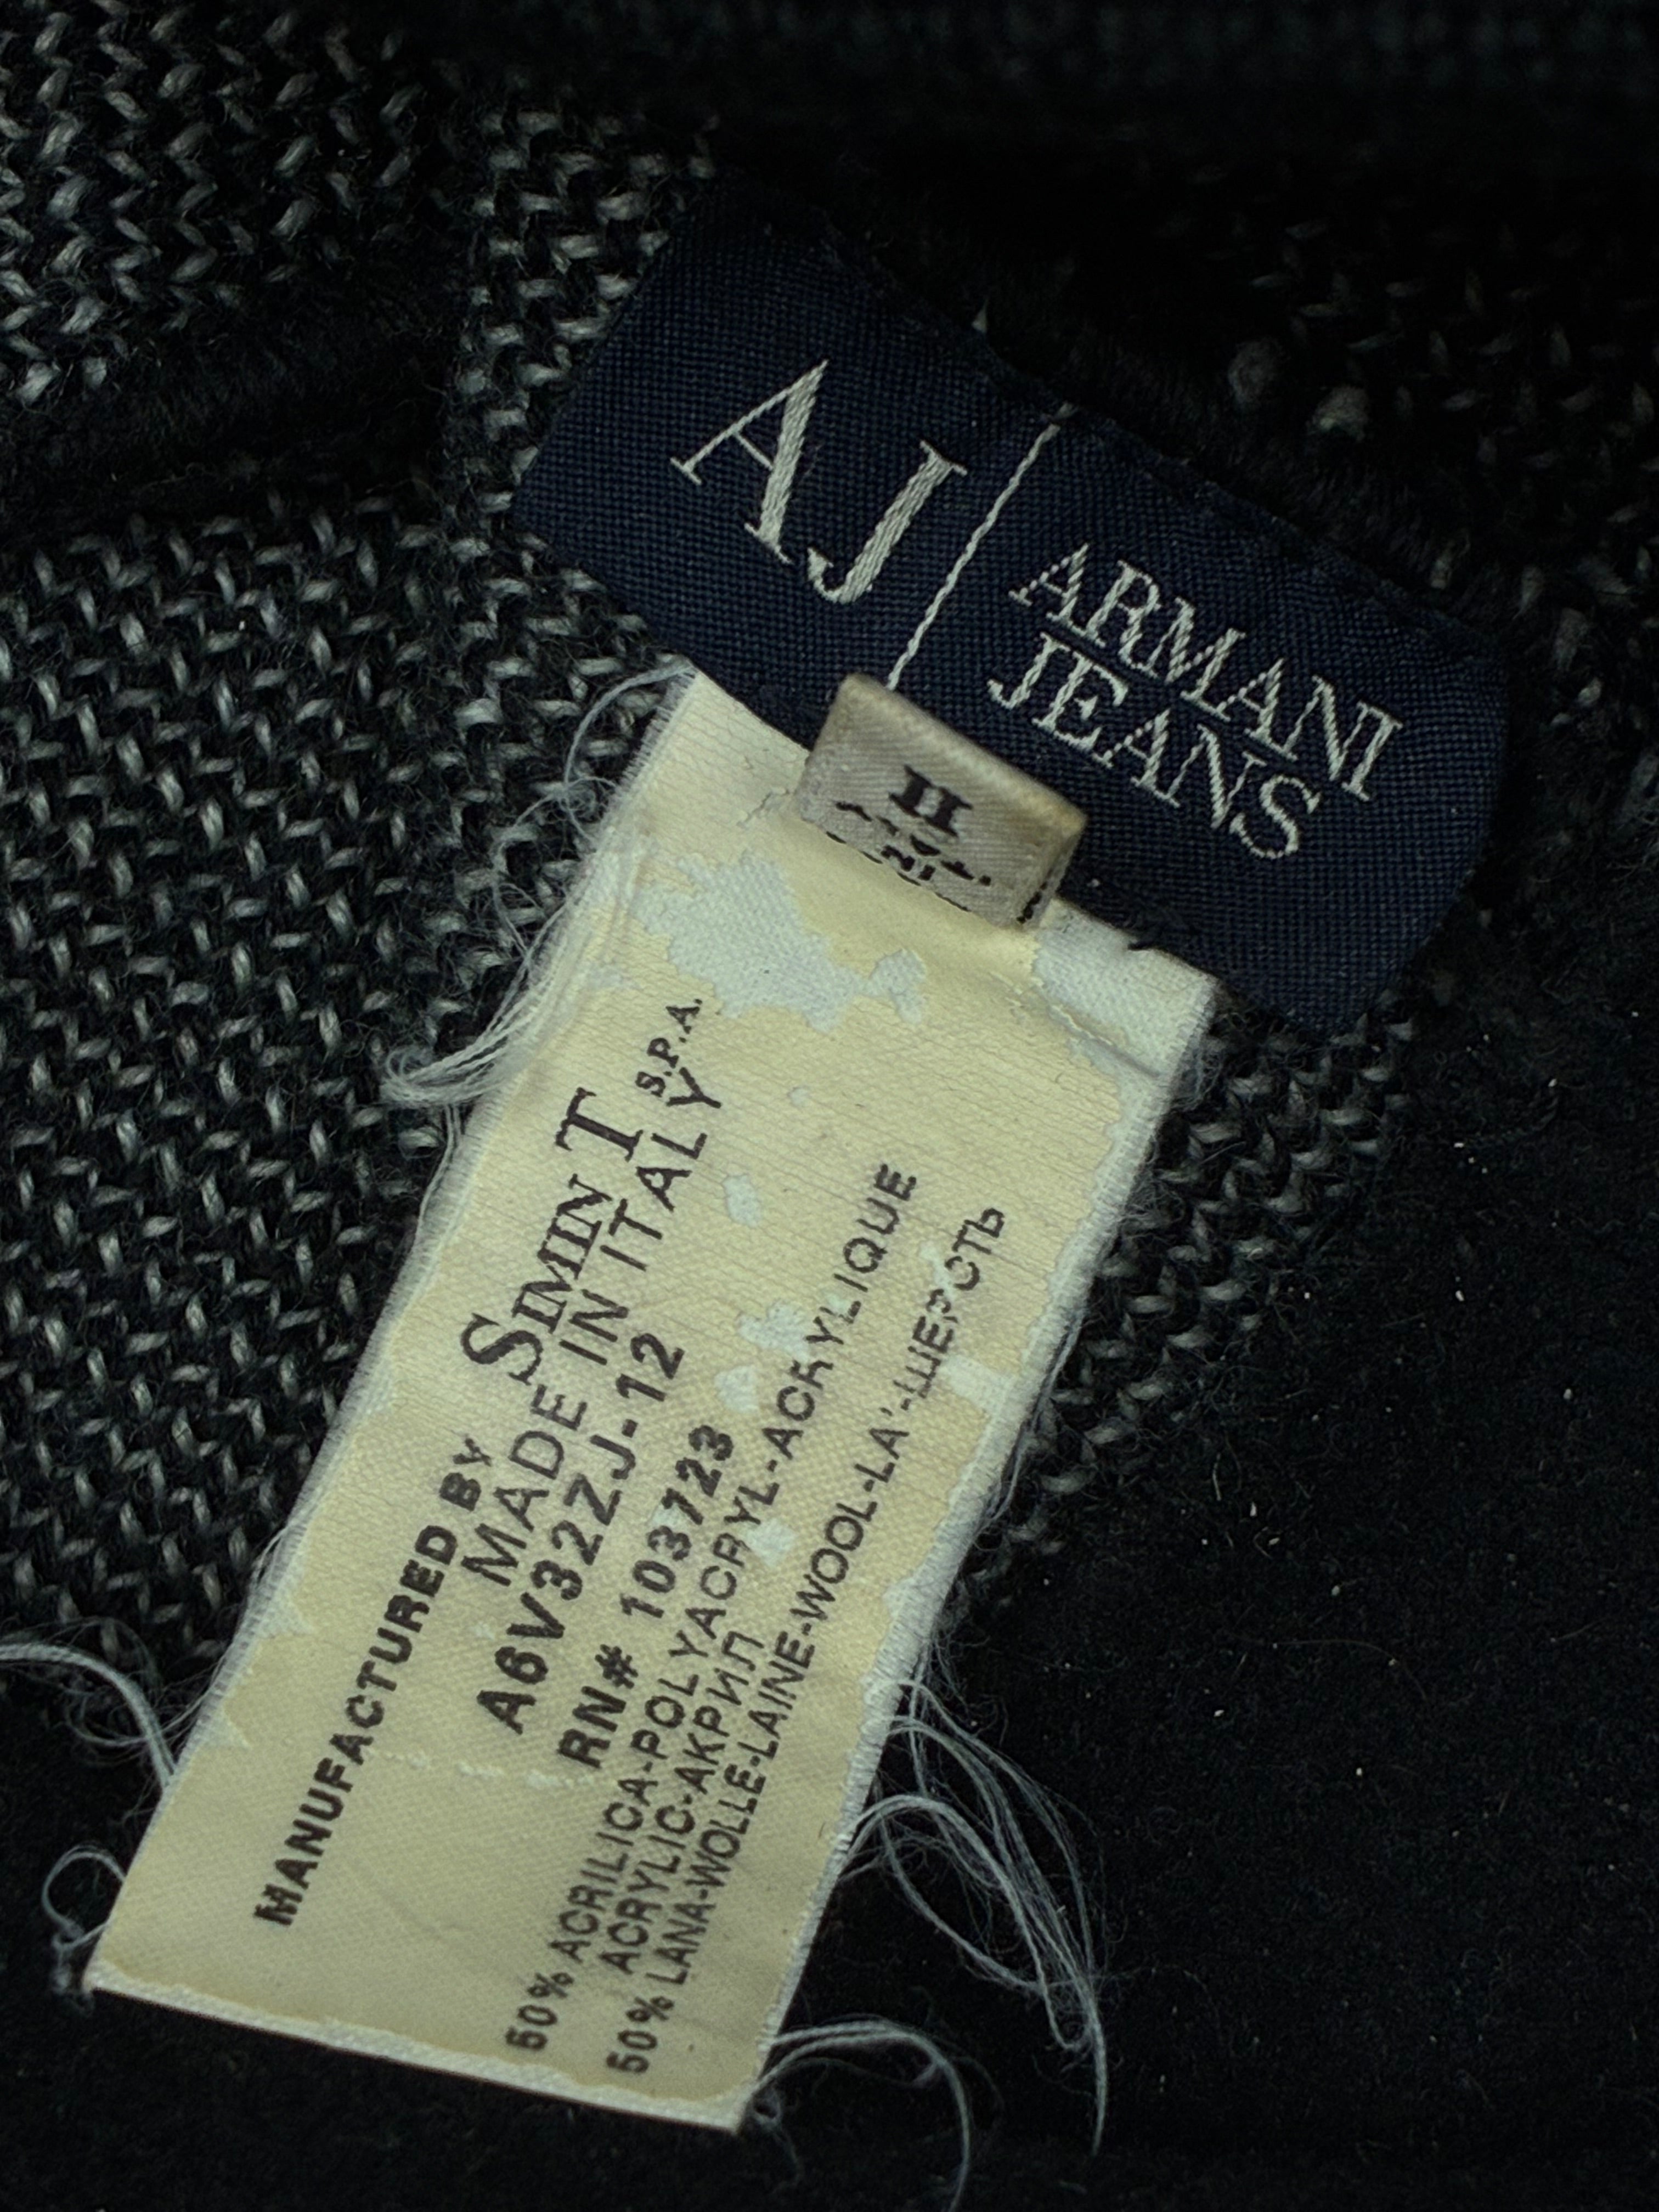 AJ
ARMANI
JEANS
II
MANUFACTURED BY SIMINT S.P.A.
MADE IN ITALY
A6V32ZJ-12
RN# 103723
50% ACRILICA-POLYACRYL-ACRYLIQUE
ACRYLIC-АКРИЛ
50% LANA-WOLLE-LAINE-WOOL-LA'-ШЕРСТЬ